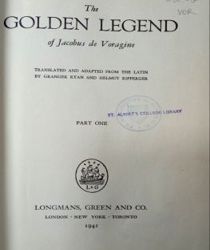 VOR
The
GOLDEN LEGEND
of Jacobus de Voragine
TRANSLATED AND ADAPTED FROM THE LATIN
BY GRANGER RYAN AND HELMUT RIPPERGER
ST. ALBERT'S COLLEGE LIBRARY
PART ONE
LONGMANS, GREEN AND CO.
LONDON · NEW YORK · TORONTO
1941